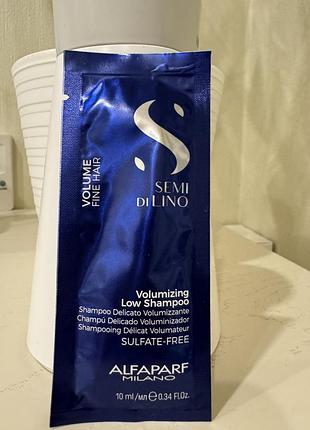 VOLUME
FINE HAIR
SEMI
DI LINO
Volumizing
Low Shampoo
Shampoo Delicato Volumizzante
Champú Delicado Voluminizador
Shampooing Délicat Volumateur
SULFATE-FREE
ALFAPARF
MILANO
10 ml/мл ℮ 0.34 Fl.Oz.